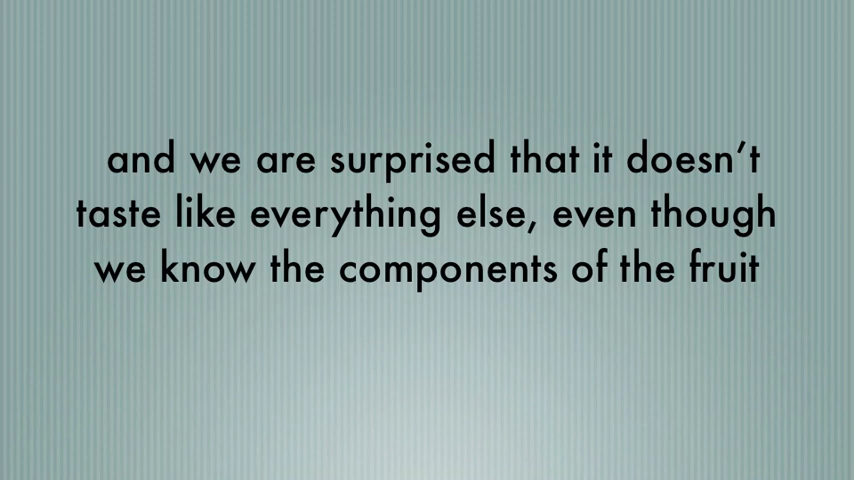 and we are surprised that it doesn’t
taste like everything else, even though
we know the components of the fruit